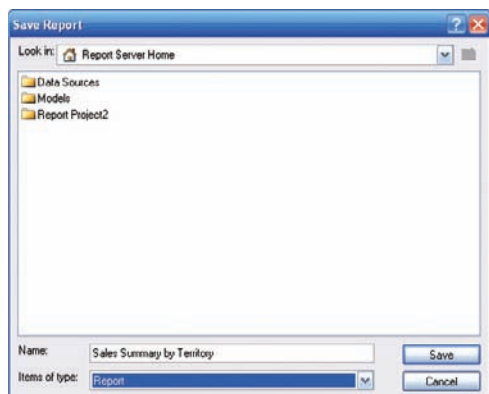 Save Report
Look in: Report Server Home
Data Sources
Models
Report Project2
Name: Sales Summary by Territory Save
Items of type: Report Cancel